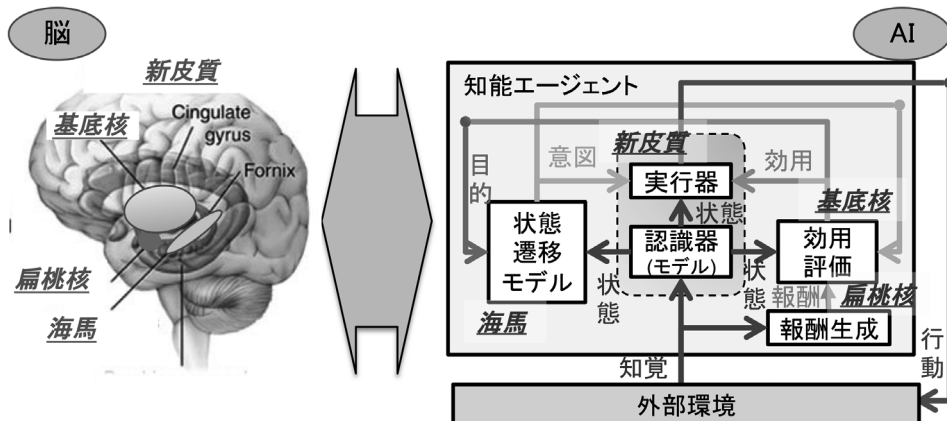 脳
AI
新皮質
Cingulate
gyrus
基底核
Fornix
扁桃核
海馬
知能エージェント
新皮質
意図
効用
目的
実行器
基底核
状態
状態
遷移
モデル
認識器
(モデル)
効用
評価
状態
状態
報酬
扁桃核
海馬
報酬生成
知覚
行動
外部環境